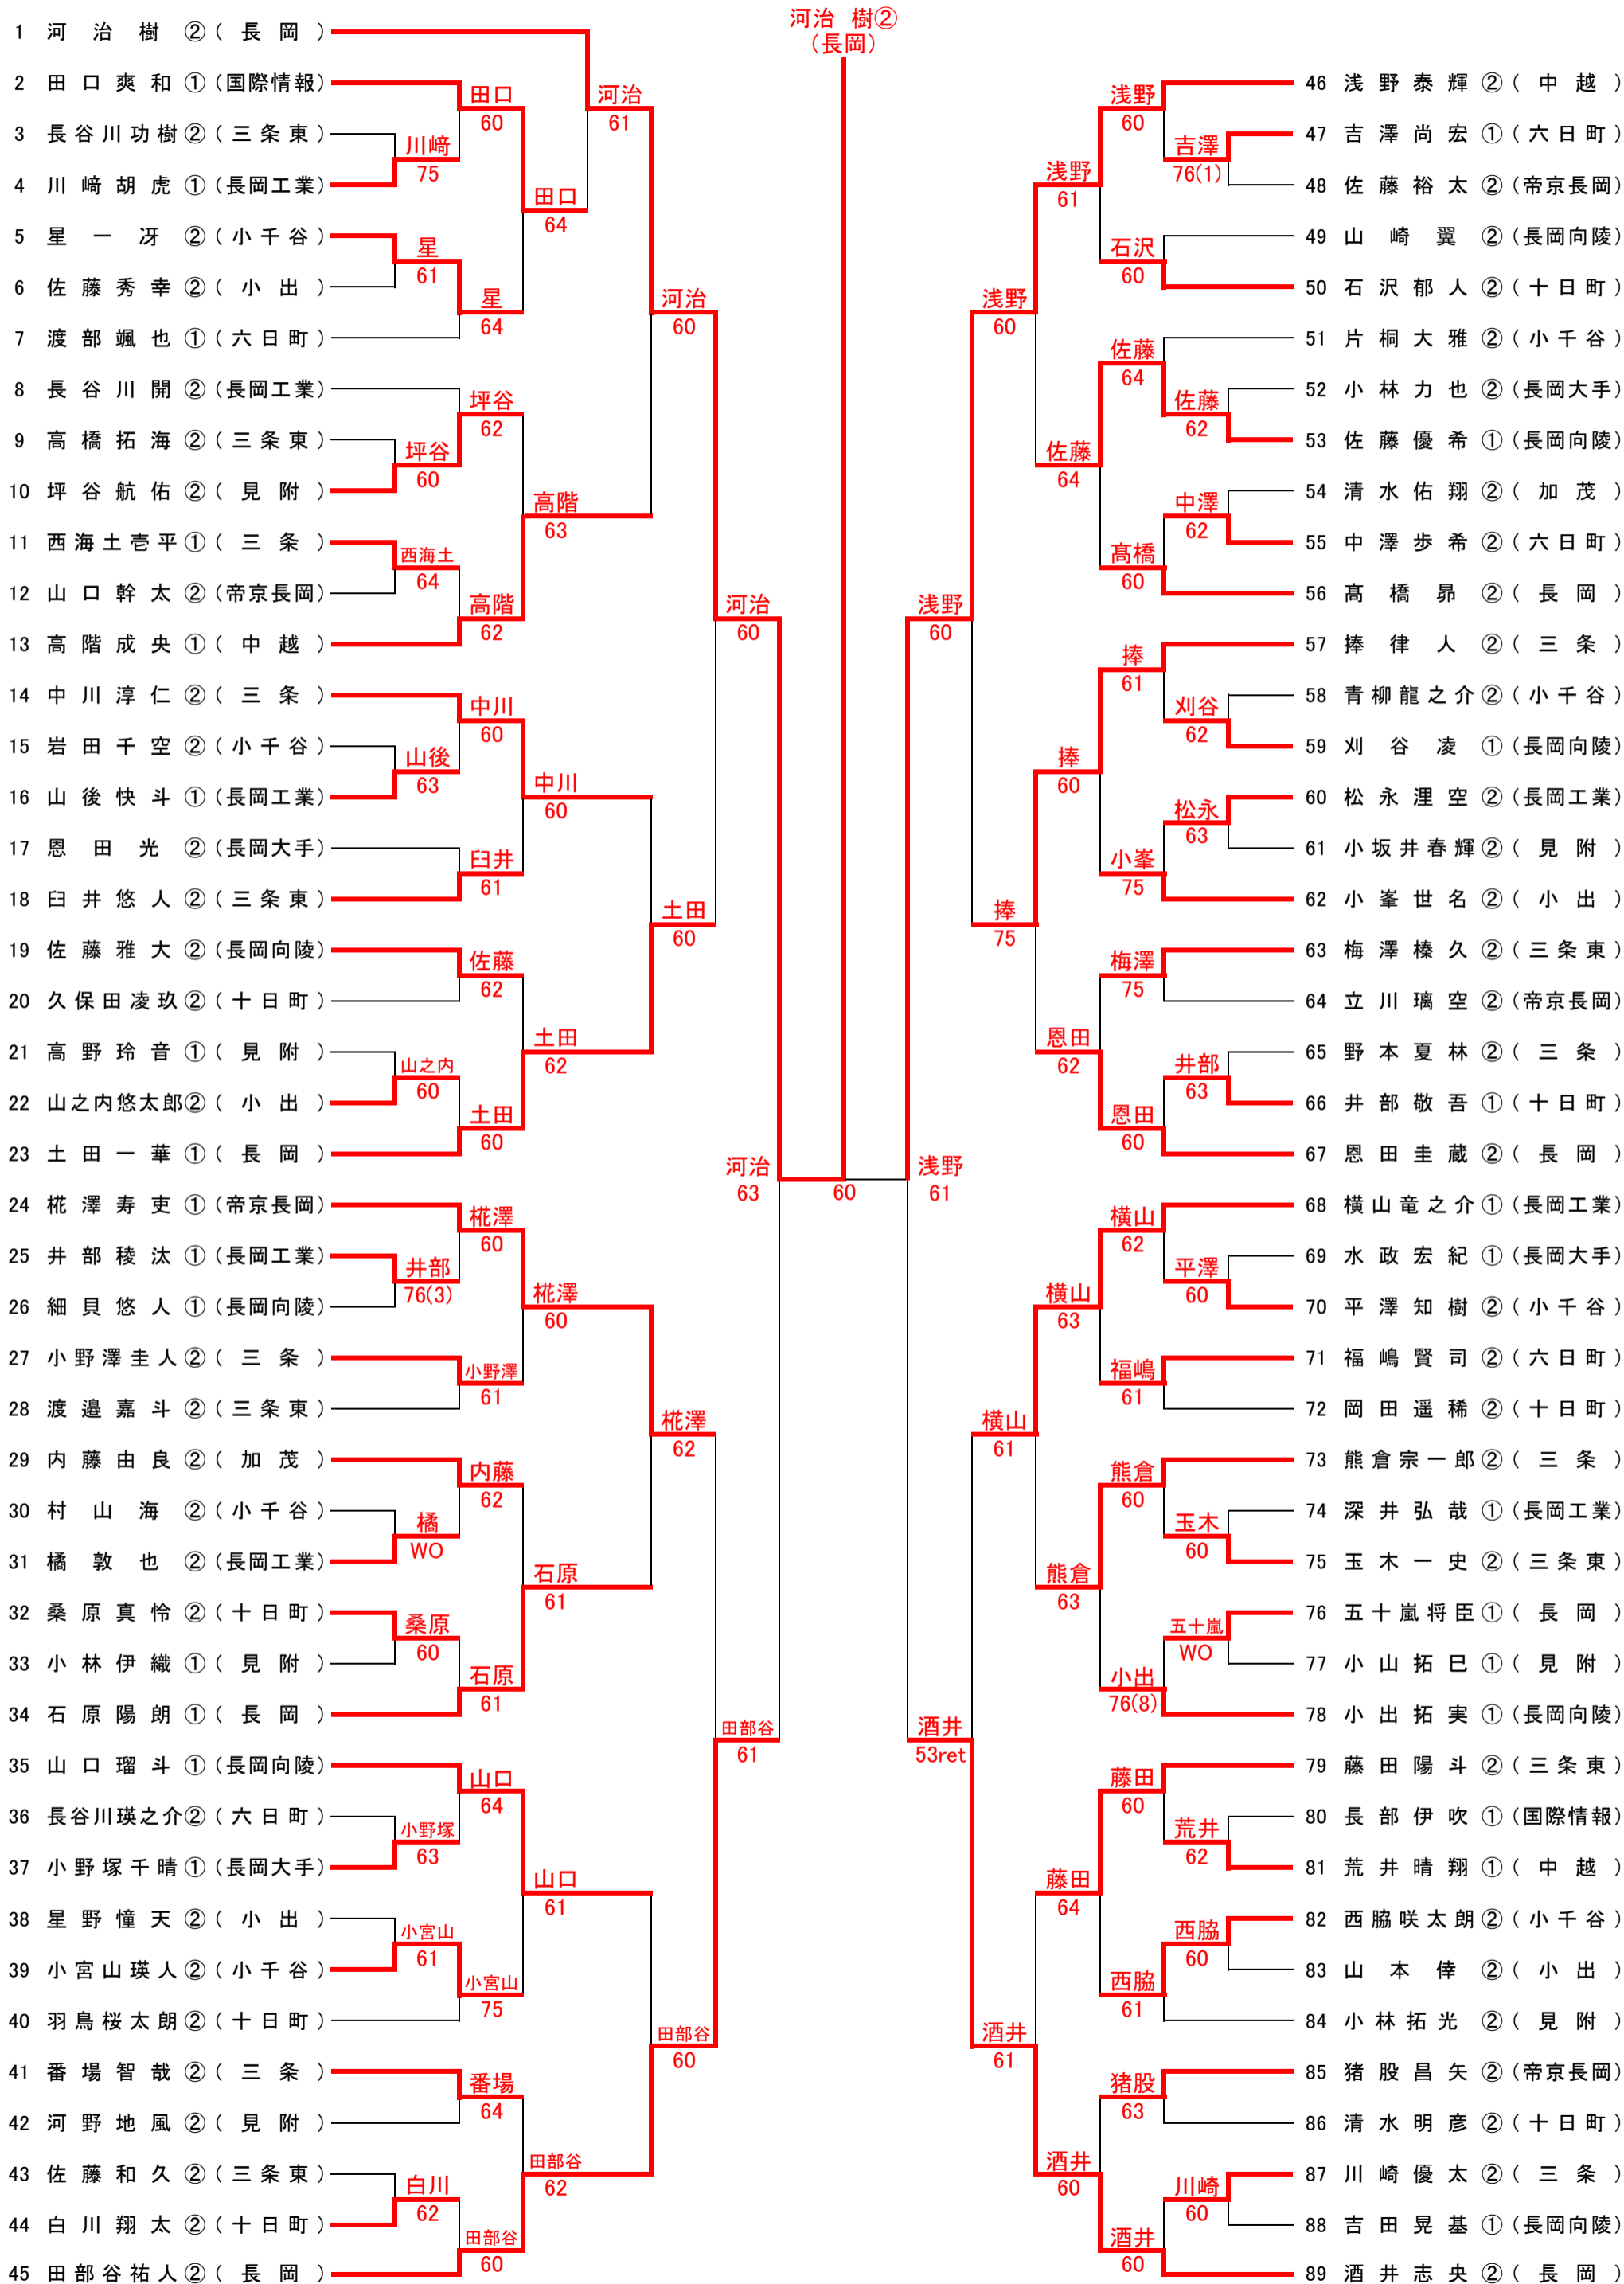 河治 樹②
(長岡)
1 河治樹 ② (長岡)
2 田口爽和 ① (国際情報)
3 長谷川功樹 ② (三条東)
4 川﨑胡虎 ① (長岡工業)
5 星一冴 ② (小千谷)
6 佐藤秀幸 ② (小出)
7 渡部颯也 ① (六日町)
8 長谷川開 ② (長岡工業)
9 高橋拓海 ② (三条東)
10 坪谷航佑 ② (見附)
11 西海土壱平 ① (三条)
12 山口幹太 ② (帝京長岡)
13 高階成央 ① (中越)
14 中川淳仁 ② (三条)
15 岩田千空 ② (小千谷)
16 山後快斗 ① (長岡工業)
17 恩田光 ② (長岡大手)
18 臼井悠人 ② (三条東)
19 佐藤雅大 ② (長岡向陵)
20 久保田凌玖 ② (十日町)
21 高野玲音 ① (見附)
22 山之内悠太郎 ② (小出)
23 土田一華 ① (長岡)
24 椛澤寿吏 ① (帝京長岡)
25 井部稜汰 ① (長岡工業)
26 細貝悠人 ① (長岡向陵)
27 小野澤圭人 ② (三条)
28 渡邉嘉斗 ② (三条東)
29 内藤由良 ② (加茂)
30 村山海 ② (小千谷)
31 橘敦也 ② (長岡工業)
32 桑原真怜 ② (十日町)
33 小林伊織 ① (見附)
34 石原陽朗 ① (長岡)
35 山口瑠斗 ① (長岡向陵)
36 長谷川瑛之介 ② (六日町)
37 小野塚千晴 ① (長岡大手)
38 星野憧天 ② (小出)
39 小宮山瑛人 ② (小千谷)
40 羽鳥桜太朗 ② (十日町)
41 番場智哉 ② (三条)
42 河野地風 ② (見附)
43 佐藤和久 ② (三条東)
44 白川翔太 ② (十日町)
45 田部谷祐人 ② (長岡)
川﨑
75
星
61
坪谷
60
西海土
64
山後
63
山之内
60
井部
76(3)
橘
WO
桑原
60
小野塚
63
小宮山
61
白川
62
田口
60
星
64
坪谷
62
高階
62
中川
60
臼井
61
佐藤
62
土田
60
椛澤
60
小野澤
61
内藤
62
石原
61
山口
64
小宮山
75
番場
64
田部谷
60
田口
64
高階
63
中川
60
土田
62
椛澤
60
石原
61
山口
61
田部谷
62
河治
61
河治
60
土田
60
椛澤
62
田部谷
60
河治
60
田部谷
61
河治
63
60
浅野
61
浅野
60
酒井
53ret
浅野
60
捧
75
横山
61
酒井
61
浅野
61
佐藤
64
捧
60
恩田
62
横山
63
熊倉
63
藤田
64
酒井
60
浅野
60
石沢
60
佐藤
64
髙橋
60
捧
61
小峯
75
梅澤
75
恩田
60
横山
62
福嶋
61
熊倉
60
小出
76(8)
藤田
60
西脇
61
猪股
63
酒井
60
吉澤
76(1)
佐藤
62
中澤
62
刈谷
62
松永
63
井部
63
平澤
60
玉木
60
五十嵐
WO
荒井
62
西脇
60
川崎
60
46 浅野泰輝 ② (中越)
47 吉澤尚宏 ① (六日町)
48 佐藤裕太 ② (帝京長岡)
49 山崎翼 ② (長岡向陵)
50 石沢郁人 ② (十日町)
51 片桐大雅 ② (小千谷)
52 小林力也 ② (長岡大手)
53 佐藤優希 ① (長岡向陵)
54 清水佑翔 ② (加茂)
55 中澤歩希 ② (六日町)
56 髙橋昴 ② (長岡)
57 捧律人 ② (三条)
58 青柳龍之介 ② (小千谷)
59 刈谷凌 ① (長岡向陵)
60 松永浬空 ② (長岡工業)
61 小坂井春輝 ② (見附)
62 小峯世名 ② (小出)
63 梅澤榛久 ② (三条東)
64 立川璃空 ② (帝京長岡)
65 野本夏林 ② (三条)
66 井部敬吾 ① (十日町)
67 恩田圭蔵 ② (長岡)
68 横山竜之介 ① (長岡工業)
69 水政宏紀 ① (長岡大手)
70 平澤知樹 ② (小千谷)
71 福嶋賢司 ② (六日町)
72 岡田遥稀 ② (十日町)
73 熊倉宗一郎 ② (三条)
74 深井弘哉 ① (長岡工業)
75 玉木一史 ② (三条東)
76 五十嵐将臣 ① (長岡)
77 小山拓巳 ① (見附)
78 小出拓実 ① (長岡向陵)
79 藤田陽斗 ② (三条東)
80 長部伊吹 ① (国際情報)
81 荒井晴翔 ① (中越)
82 西脇咲太朗 ② (小千谷)
83 山本倖 ② (小出)
84 小林拓光 ② (見附)
85 猪股昌矢 ② (帝京長岡)
86 清水明彦 ② (十日町)
87 川崎優太 ② (三条)
88 吉田晃基 ① (長岡向陵)
89 酒井志央 ② (長岡)